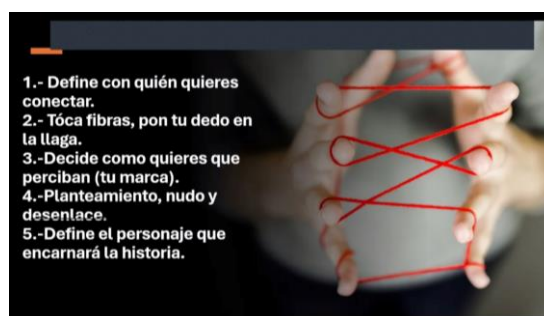 1.- Define con quién quieres
conectar.
2.- Tóca fibras, pon tu dedo en
la llaga.
3.-Decide como quieres que
perciban (tu marca).
4.-Planteamiento, nudo y
desenlace.
5.-Define el personaje que
encarnará la historia.